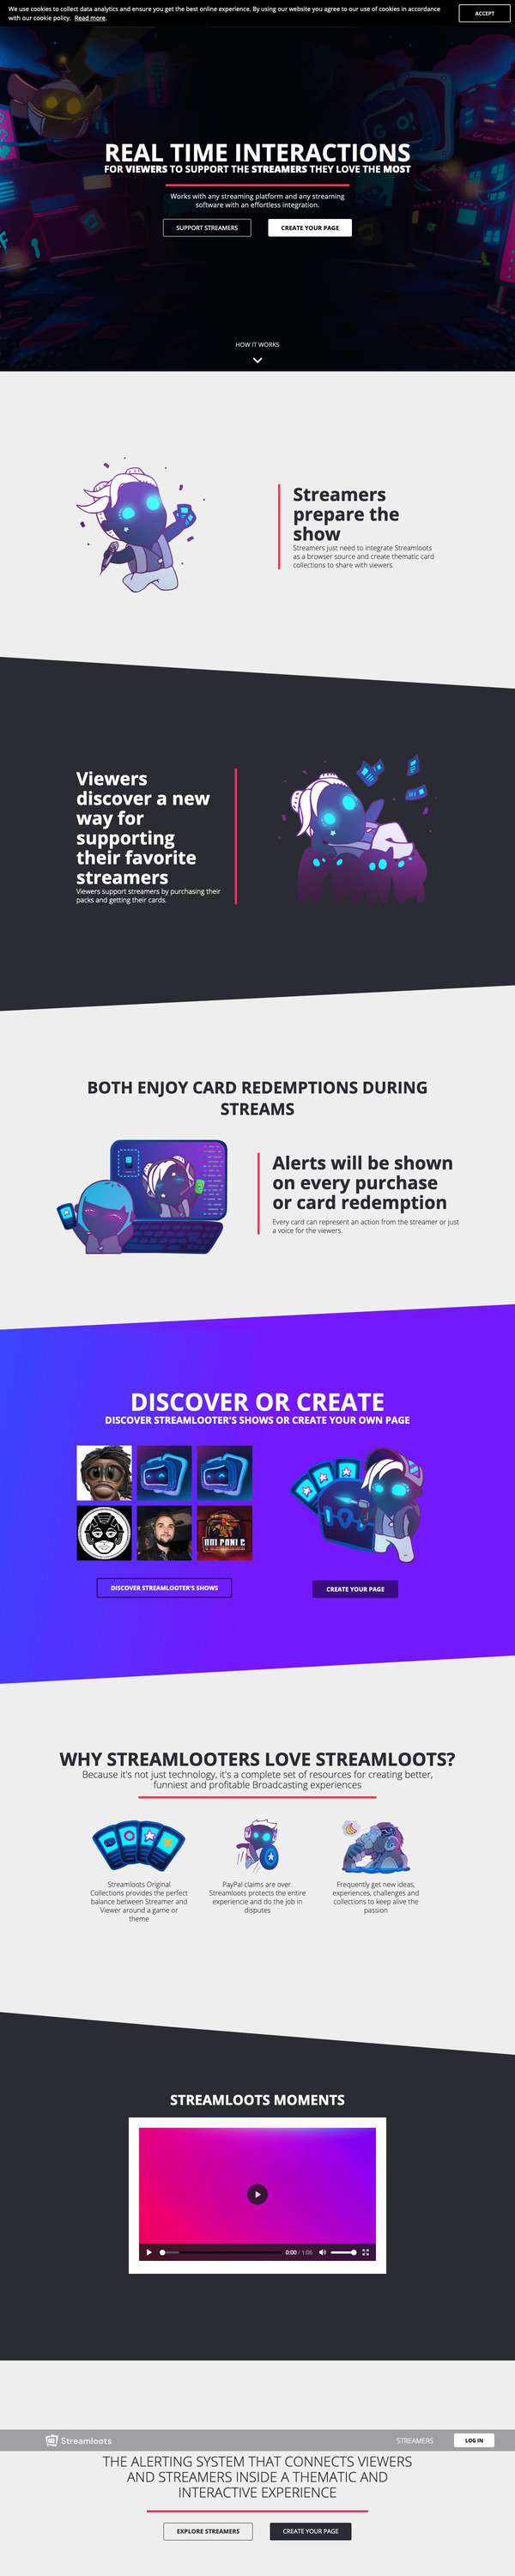 We use cookies to collect data analytics and ensure you get the best online experience. By using our website you agree to our use of cookies in accordance
with our cookie policy. Read more.
ACCEPT
REAL TIME INTERACTIONS
FOR VIEWERS TO SUPPORT THE STREAMERS THEY LOVE THE MOST
Works with any streaming platform and any streaming
software with an effortless integration.
SUPPORT STREAMERS
CREATE YOUR PAGE
HOW IT WORKS
Streamers
prepare the
show
Streamers just need to integrate Streamloots
as a browser source and create thematic card
collections to share with viewers.
Viewers
discover a new
way for
supporting
their favorite
streamers
Viewers support streamers by purchasing their
packs and getting their cards.
BOTH ENJOY CARD REDEMPTIONS DURING
STREAMS
Alerts will be shown
on every purchase
or card redemption
Every card can represent an action from the streamer or just
a voice for the viewers.
DISCOVER OR CREATE
DISCOVER STREAMLOOTER'S SHOWS OR CREATE YOUR OWN PAGE
DISCOVER STREAMLOOTER'S SHOWS
CREATE YOUR PAGE
WHY STREAMLOOTERS LOVE STREAMLOOTS?
Because it's not just technology, it's a complete set of resources for creating better,
funniest and profitable Broadcasting experiences
Streamloots Original
Collections provides the perfect
balance between Streamer and
Viewer around a game or
theme
PayPal claims are over.
Streamloots protects the entire
experience and do the job in
disputes
Frequently get new ideas,
experiences, challenges and
collections to keep alive the
passion
STREAMLOOTS MOMENTS
0:00 / 1:06
Streamloots
STREAMERS
LOG IN
THE ALERTING SYSTEM THAT CONNECTS VIEWERS
AND STREAMERS INSIDE A THEMATIC AND
INTERACTIVE EXPERIENCE
EXPLORE STREAMERS
CREATE YOUR PAGE